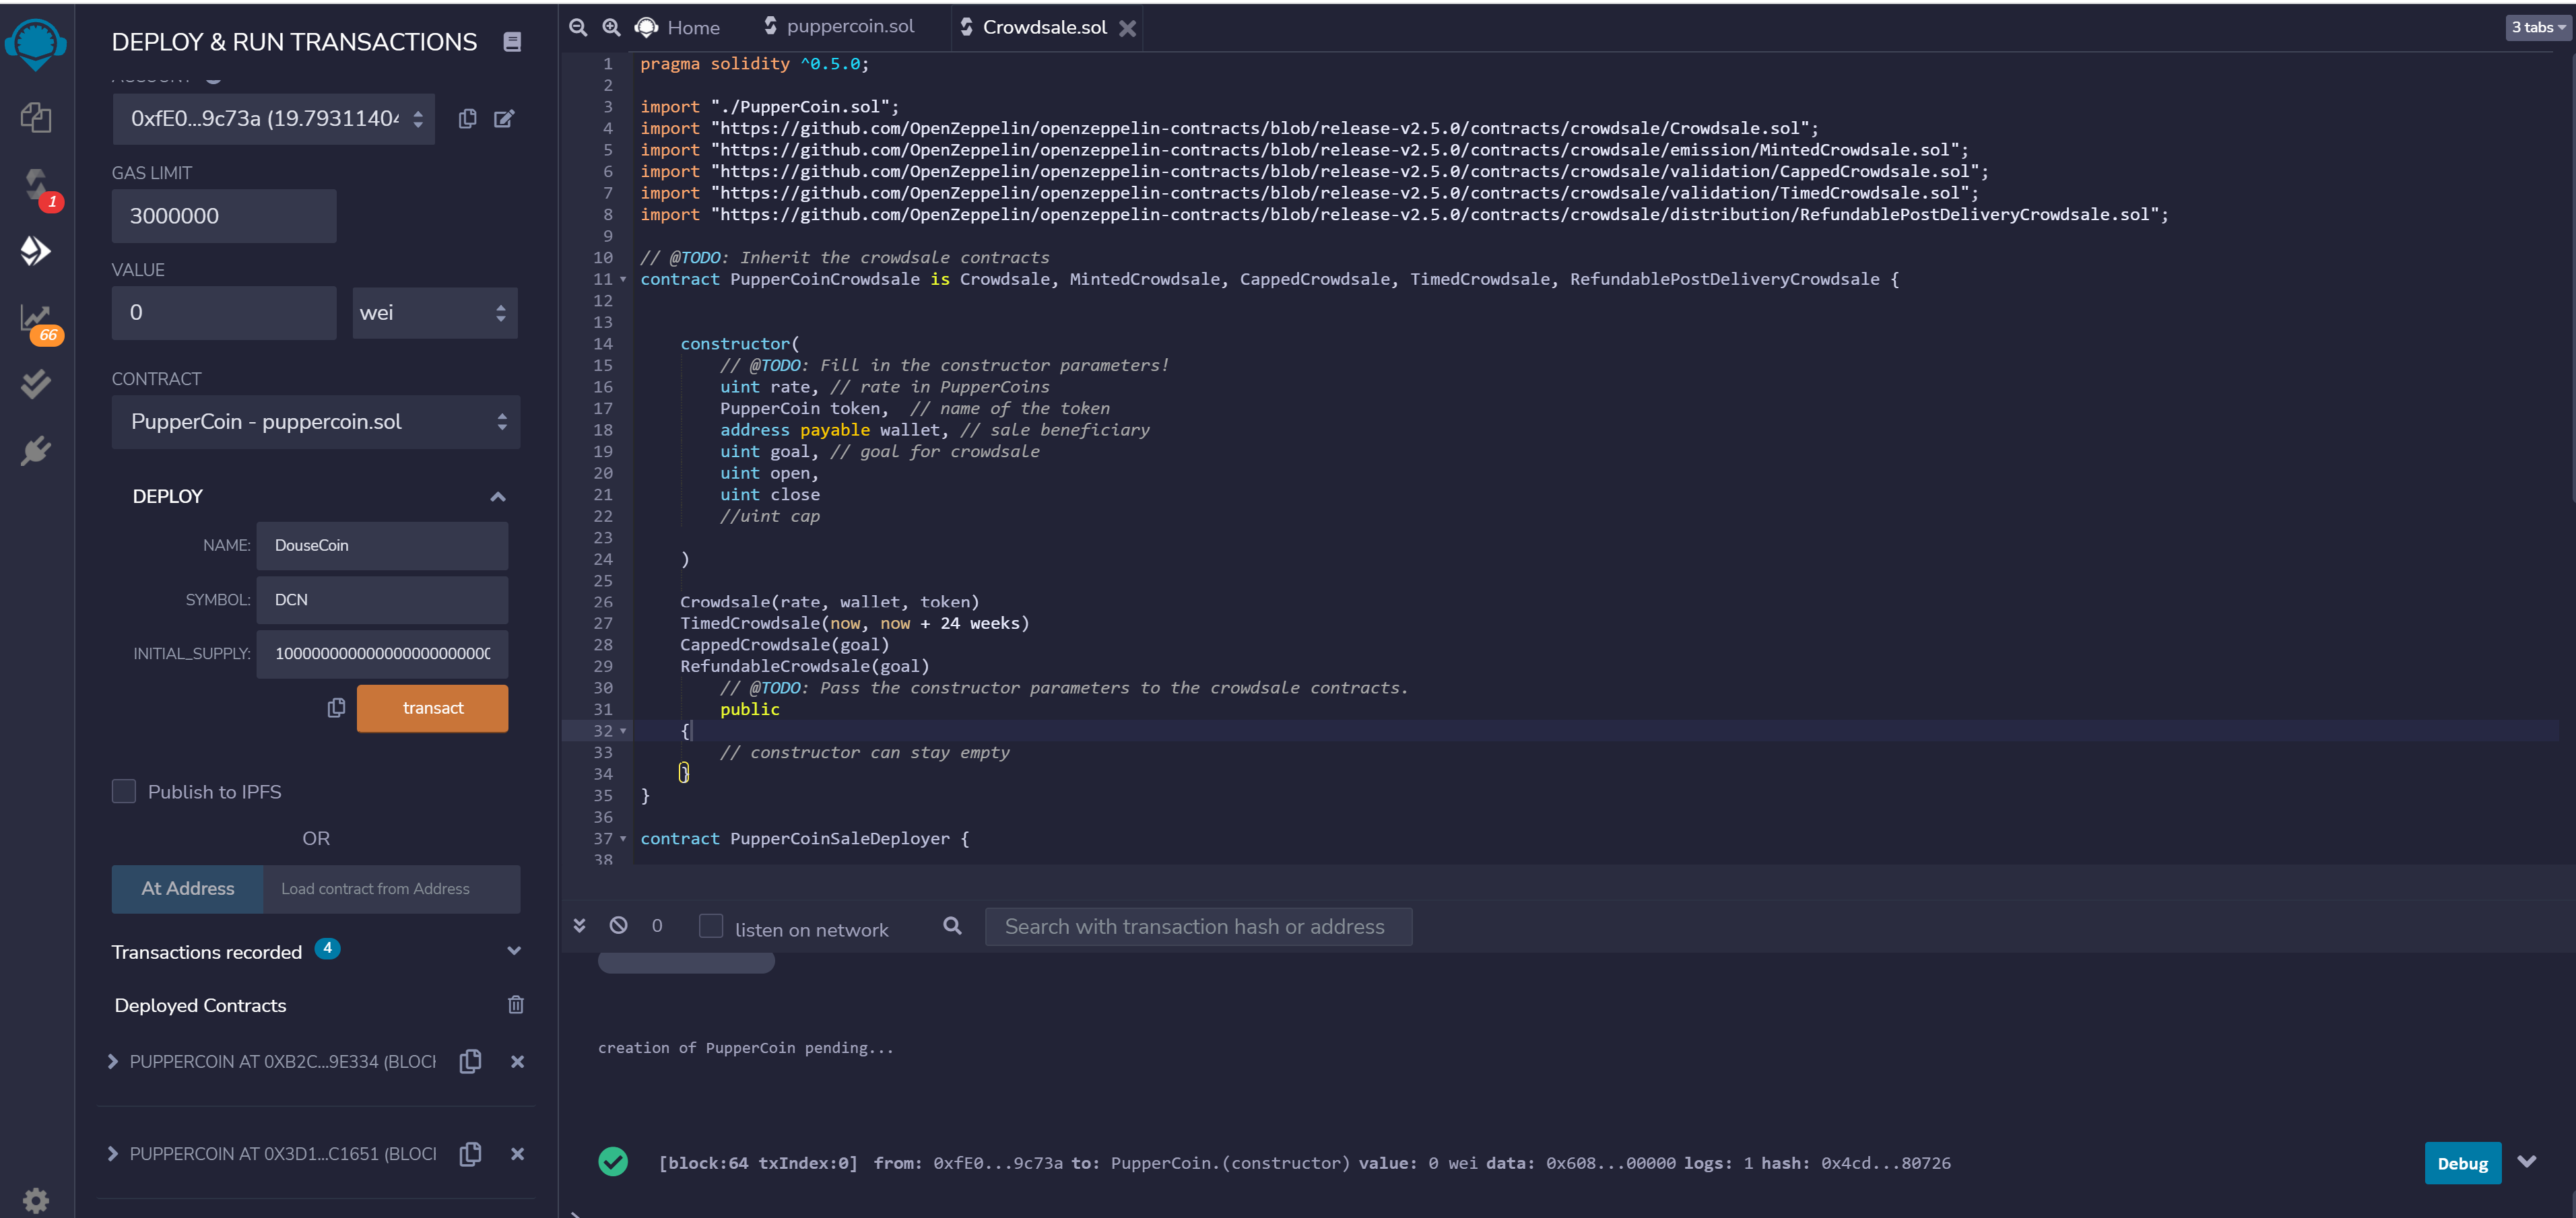 DEPLOY & RUN TRANSACTIONS
0xfE0...9c73a (19.79311404
GAS LIMIT
3000000
VALUE
0
wei
CONTRACT
PupperCoin - puppercoin.sol
DEPLOY
NAME:
DouseCoin
SYMBOL:
DCN
INITIAL_SUPPLY:
transact
Publish to IPFS
OR
At Address
Load contract from Address
Transactions recorded 4
Deployed Contracts
PUPPERCOIN AT 0XB2C...9E334 (BLOCK
PUPPERCOIN AT 0X3D1...C1651 (BLOCK
1
66
Home
puppercoin.sol
Crowdsale.sol
3 tabs
1 pragma solidity ^0.5.0;
2
3 import "./PupperCoin.sol";
4 import "https://github.com/OpenZeppelin/openzeppelin-contracts/blob/release-v2.5.0/contracts/crowdsale/Crowdsale.sol";
5 import "https://github.com/OpenZeppelin/openzeppelin-contracts/blob/release-v2.5.0/contracts/crowdsale/emission/MintedCrowdsale.sol";
6 import "https://github.com/OpenZeppelin/openzeppelin-contracts/blob/release-v2.5.0/contracts/crowdsale/validation/CappedCrowdsale.sol";
7 import "https://github.com/OpenZeppelin/openzeppelin-contracts/blob/release-v2.5.0/contracts/crowdsale/validation/TimedCrowdsale.sol";
8 import "https://github.com/OpenZeppelin/openzeppelin-contracts/blob/release-v2.5.0/contracts/crowdsale/distribution/RefundablePostDeliveryCrowdsale.sol";
9
10 // @TODO: Inherit the crowdsale contracts
11 contract PupperCoinCrowdsale is Crowdsale, MintedCrowdsale, CappedCrowdsale, TimedCrowdsale, RefundablePostDeliveryCrowdsale {
12
13
14 constructor(
15 // @TODO: Fill in the constructor parameters!
16 uint rate, // rate in PupperCoins
17 PupperCoin token, // name of the token
18 address payable wallet, // sale beneficiary
19 uint goal, // goal for crowdsale
20 uint open,
21 uint close
22 //uint cap
23
24 )
25
26 Crowdsale(rate, wallet, token)
27 TimedCrowdsale(now, now + 24 weeks)
28 CappedCrowdsale(goal)
29 RefundableCrowdsale(goal)
30 // @TODO: Pass the constructor parameters to the crowdsale contracts.
31 public
32 {
33 // constructor can stay empty
34 }
35 }
36
37 contract PupperCoinSaleDeployer {
38
0
listen on network
Search with transaction hash or address
creation of PupperCoin pending...
[block:64 txIndex:0] from: 0xfE0...9c73a to: PupperCoin.(constructor) value: 0 wei data: 0x608...00000 logs: 1 hash: 0x4cd...80726
Debug